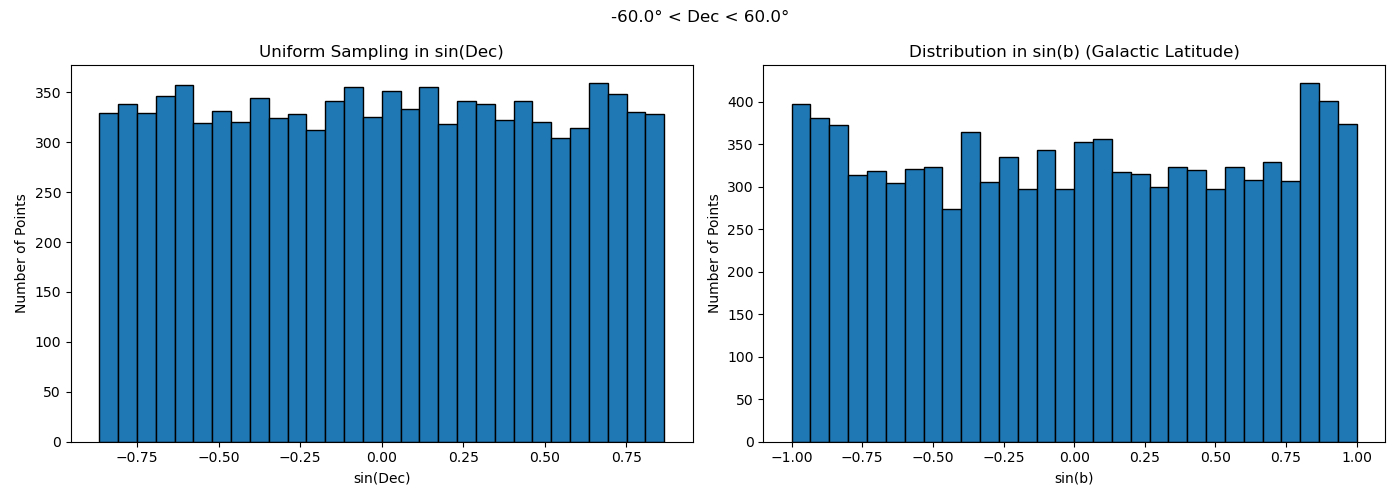 -60.0° < Dec < 60.0°
Uniform Sampling in sin(Dec)
Number of Points
350
300
250
200
150
100
50
0
−0.75 −0.50 −0.25 0.00 0.25 0.50 0.75
sin(Dec)
Distribution in sin(b) (Galactic Latitude)
Number of Points
400
350
300
250
200
150
100
50
0
−1.00 −0.75 −0.50 −0.25 0.00 0.25 0.50 0.75 1.00
sin(b)